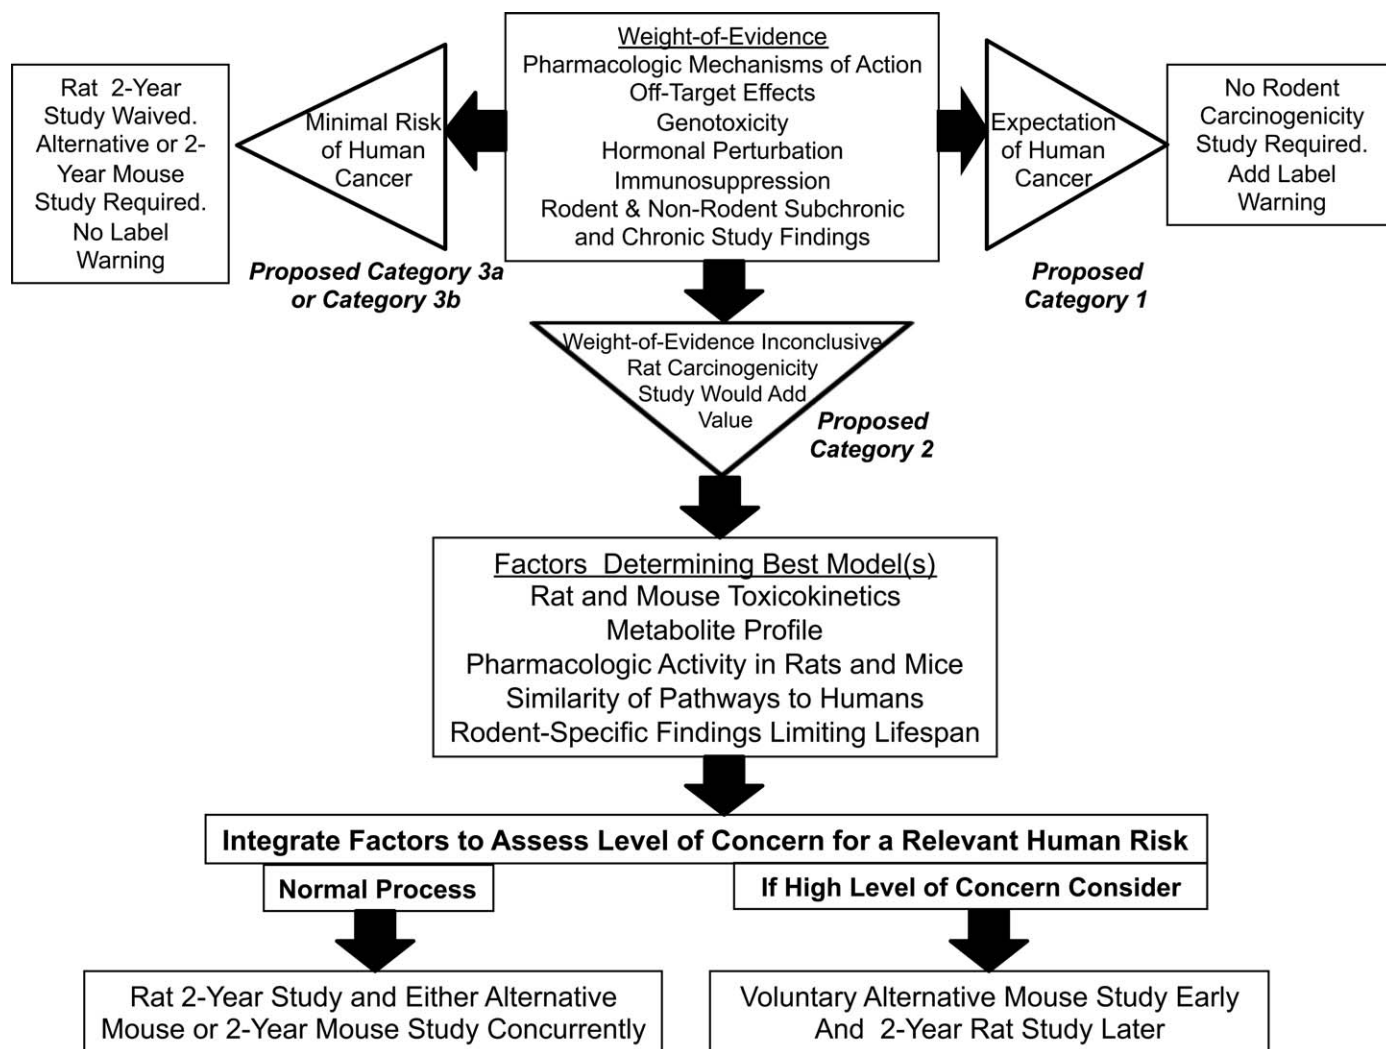 Weight-of-Evidence
Pharmacologic Mechanisms of Action
Off-Target Effects
Genotoxicity
Hormonal Perturbation
Immunosuppression
Rodent & Non-Rodent Subchronic
and Chronic Study Findings
Rat 2-Year
Study Waived.
Alternative or 2-
Year Mouse
Study Required.
No Label
Warning
Minimal Risk
of Human
Cancer
Proposed Category 3a
or Category 3b
Expectation
of Human
Cancer
Proposed
Category 1
No Rodent
Carcinogenicity
Study Required.
Add Label
Warning
Weight-of-Evidence Inconclusive
Rat Carcinogenicity
Study Would Add
Value
Proposed
Category 2
Factors Determining Best Model(s)
Rat and Mouse Toxicokinetics
Metabolite Profile
Pharmacologic Activity in Rats and Mice
Similarity of Pathways to Humans
Rodent-Specific Findings Limiting Lifespan
Integrate Factors to Assess Level of Concern for a Relevant Human Risk
Normal Process
If High Level of Concern Consider
Rat 2-Year Study and Either Alternative
Mouse or 2-Year Mouse Study Concurrently
Voluntary Alternative Mouse Study Early
And 2-Year Rat Study Later